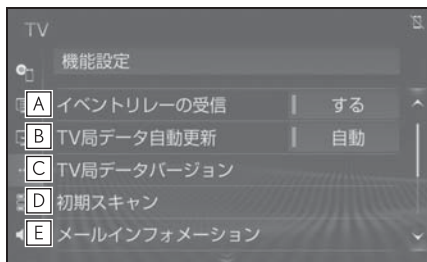 TV
機能設定
A イベントリレーの受信 する
B TV局データ自動更新 自動
C TV局データバージョン
D 初期スキャン
E メールインフォメーション